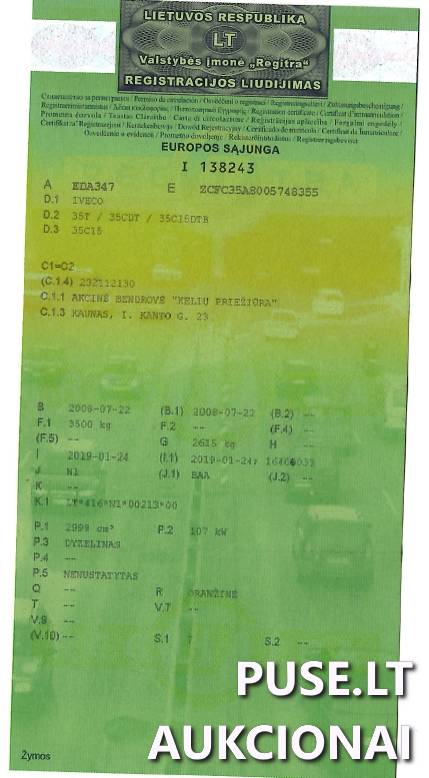 LIETUVOS RESPUBLIKA
LT
Valstybės įmonė „Regitra“
REGISTRACIJOS LIUDIJIMAS
EUROPOS SĄJUNGA
I 138243
A EDA347 E ZCFC35A8005748355
D.1 IVECO
D.2 35T / 35CDT / 35C15DTB
D.3 35C15
C1=C2
(C.1.4) 232112130
C.1.1 AKCINĖ BENDROVĖ "KELIŲ PRIEŽIŪRA"
C.1.3 KAUNAS, I. KANTO G. 23
B 2008-07-22 (B.1) 2008-07-22 (B.2) --
F.1 3500 kg F.2 -- (F.4) --
(F.5) -- G 2615 kg H --
I 2019-01-24 (I.1) 2019-01-24;
J N1 (J.1) BAA (J.2) --
K --
K.1 LT*416*N1*00213*00
P.1 2998 cm³ P.2 107 kW
P.3 DYZELINAS
P.4 --
P.5 NENUSTATYTAS
Q -- R ORANŽINĖ
T -- V.7 --
V.9 --
(V.10) -- S.1 7 S.2 --
PUSE.LT
AUKCIONAI
Žymos